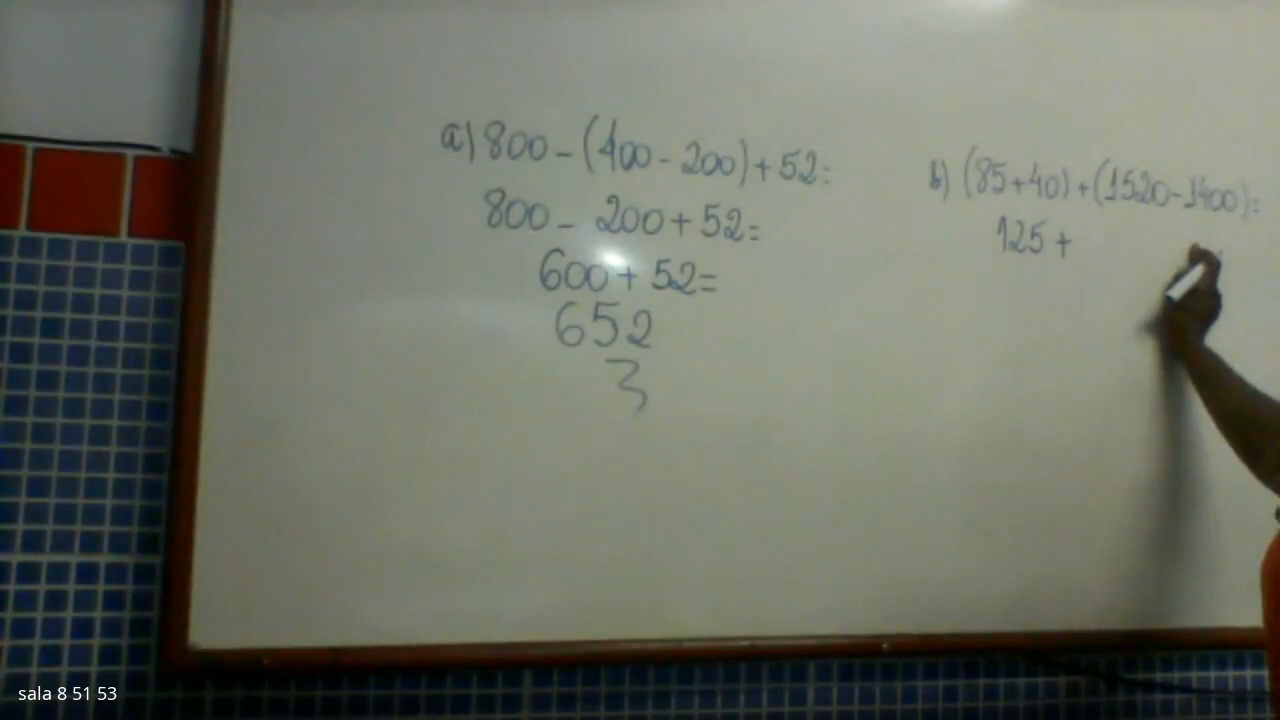 a) 800 - (400 - 200) + 52 =
800 - 200 + 52 =
600 + 52 =
652
3
b) (85 + 40) + (1520 - 1400) =
125 +
sala 8 51 53